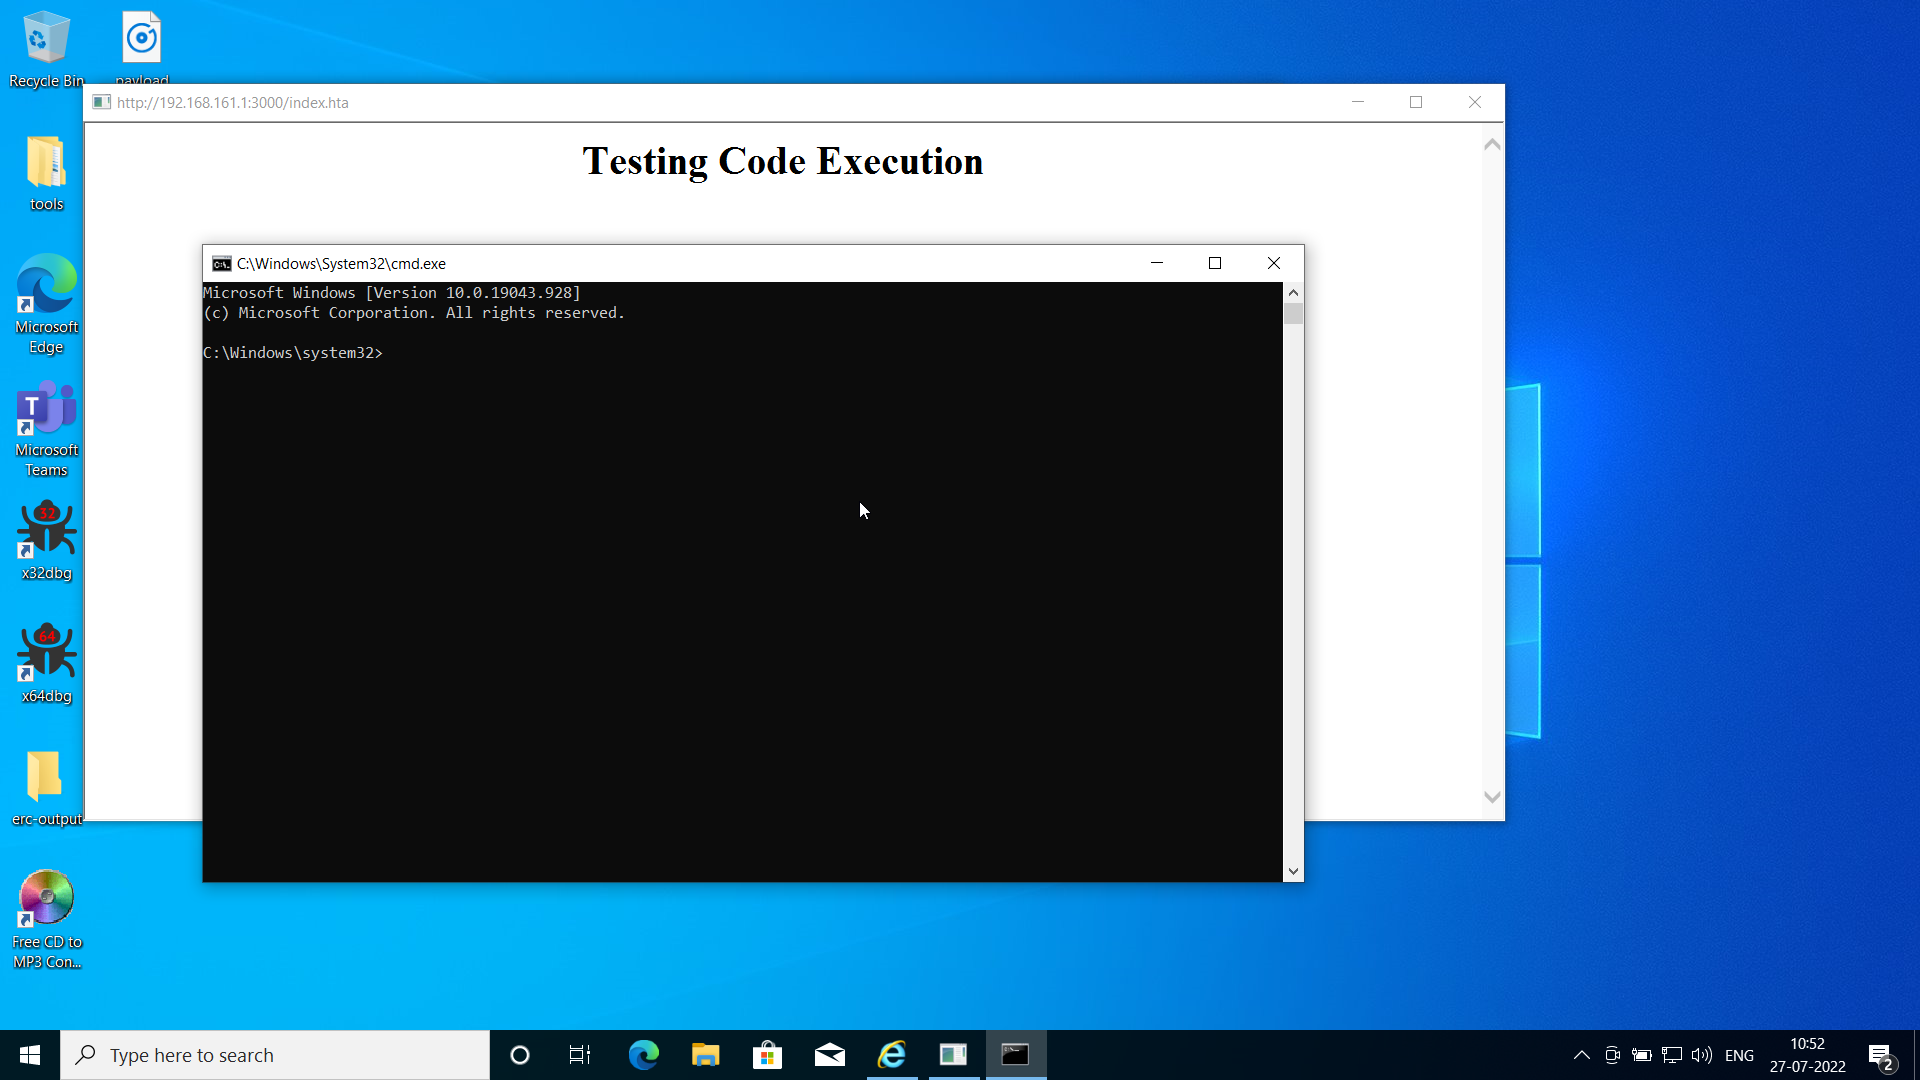 Recycle Bin
payload
http://192.168.161.1:3000/index.hta
Testing Code Execution
tools
C:\Windows\System32\cmd.exe
Microsoft Windows [Version 10.0.19043.928]
(c) Microsoft Corporation. All rights reserved.
C:\Windows\system32>
Microsoft
Edge
T
Microsoft
Teams
32
x32dbg
64
x64dbg
erc-output
Free CD to
MP3 Con...
Type here to search
ENG
10:52
27-07-2022
2